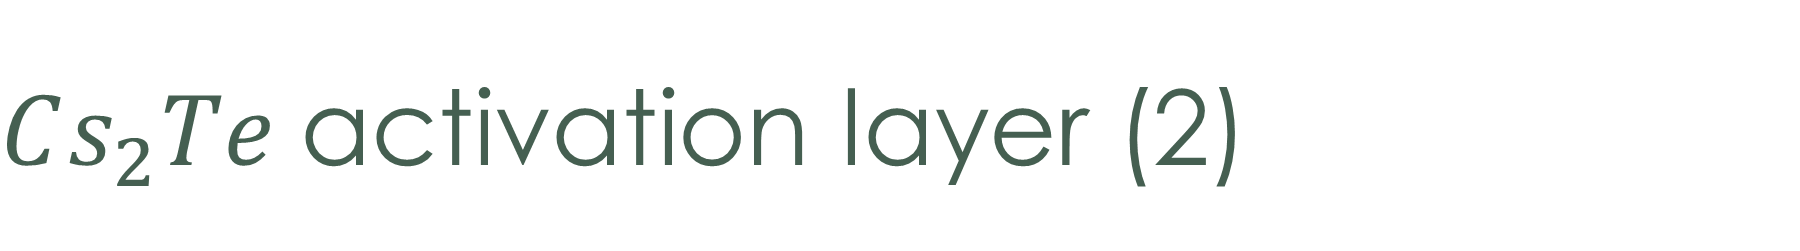 Cs₂Te activation layer (2)